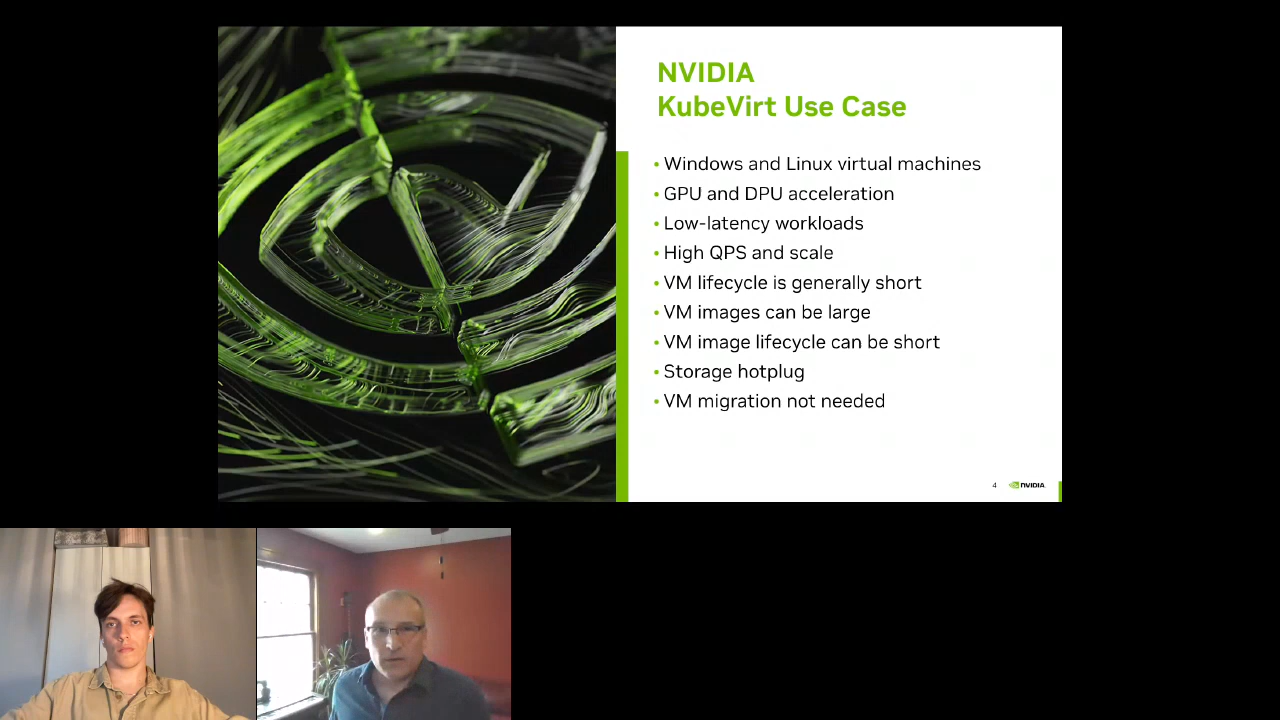 NVIDIA
KubeVirt Use Case
• Windows and Linux virtual machines
• GPU and DPU acceleration
• Low-latency workloads
• High QPS and scale
• VM lifecycle is generally short
• VM images can be large
• VM image lifecycle can be short
• Storage hotplug
• VM migration not needed
4 NVIDIA